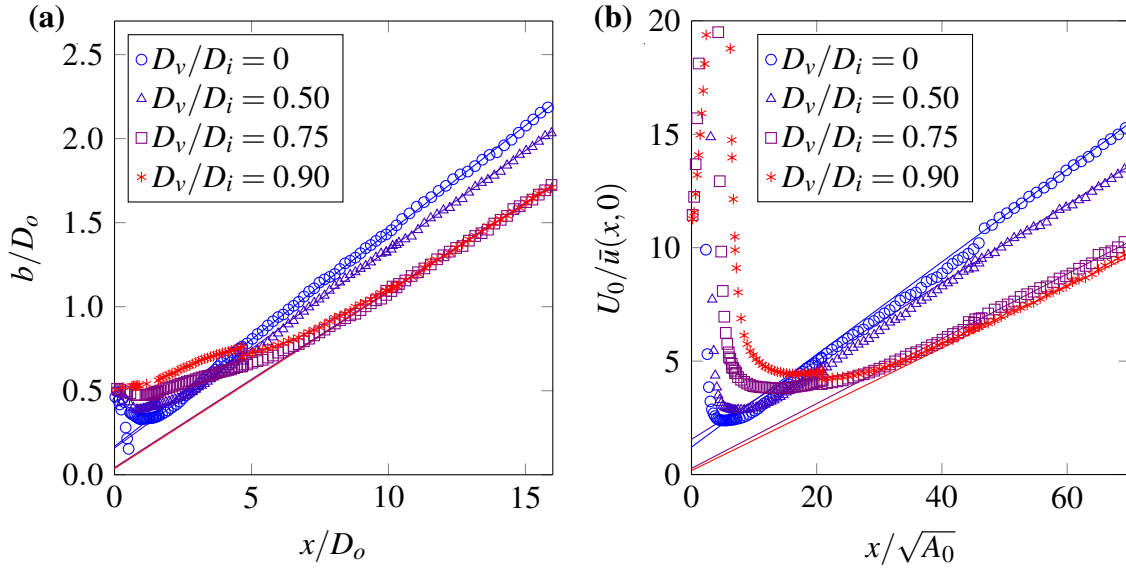 (a)
2.5
2.0
1.5
1.0
0.5
0.0
b/D_o
D_v/D_i = 0
D_v/D_i = 0.50
D_v/D_i = 0.75
D_v/D_i = 0.90
0
5
10
15
x/D_o
(b)
20
15
10
5
0
U_0/ū(x,0)
D_v/D_i = 0
D_v/D_i = 0.50
D_v/D_i = 0.75
D_v/D_i = 0.90
0
20
40
60
x/√A_0